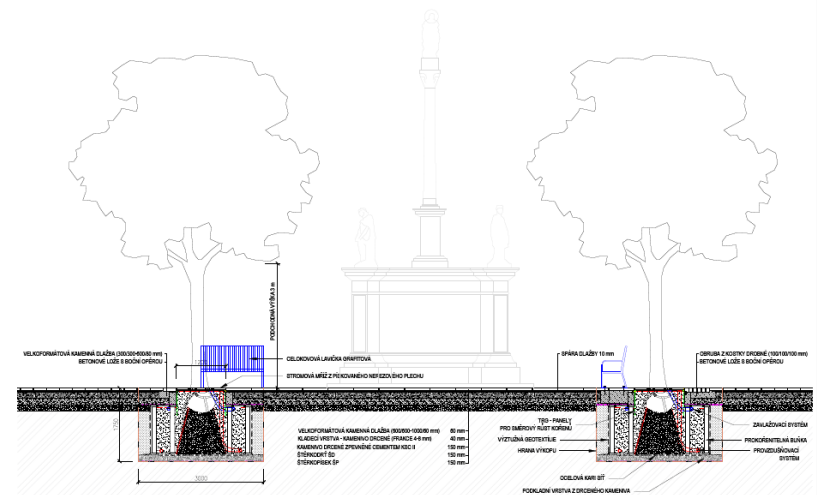 PODCHODNÁ VÝŠKA 3 m
VELKOFORMÁTOVÁ KAMENNÁ DLAŽBA (300/300-600/80 mm)
BETONOVÉ LOŽE S BOČNÍ OPĚROU
CELOKOVOVÁ LAVIČKA GRAFITOVÁ
STROMOVÁ MŘÍŽ Z PÍSKOVANÉHO NEREZOVÉHO PLECHU
SPÁRA DLAŽBY 10 mm
OBRUBA Z KOSTKY DROBNÉ (100/100/100 mm)
BETONOVÉ LOŽE S BOČNÍ OPĚROU
VELKOFORMÁTOVÁ KAMENNÁ DLAŽBA (600/600-1000/80 mm) 80 mm
KLADECÍ VRSTVA - KAMENIVO DRCENÉ (FRAKCE 4-8 mm) 40 mm
KAMENIVO DRCENÉ ZPEVNĚNÉ CEMENTEM KSC II 150 mm
ŠTĚRKODRŤ ŠD 150 mm
ŠTĚRKOPÍSEK ŠP 150 mm
3000
- PANELY
PRO SMĚROVÝ RŮST KOŘENŮ
VÝZTUŽNÁ GEOTEXTILIE
HRANA VÝKOPU
OCELOVÁ KARI SÍŤ
PODKLADNÍ VRSTVA Z DRCENÉHO KAMENIVA
ZAVLAŽOVACÍ SYSTÉM
PROKOŘENITELNÁ BUŇKA
PROVZDUŠŇOVACÍ
SYSTÉM